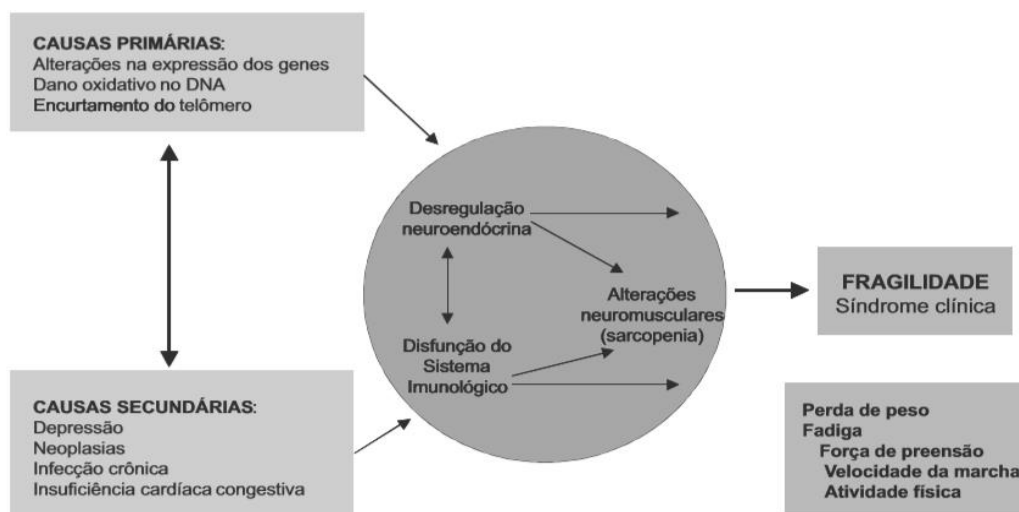 CAUSAS PRIMÁRIAS:
Alterações na expressão dos genes
Dano oxidativo no DNA
Encurtamento do telômero
Desregulação
neuroendócrina
Alterações
neuromusculares
(sarcopenia)
Disfunção do
Sistema
Imunológico
CAUSAS SECUNDÁRIAS:
Depressão
Neoplasias
Infecção crônica
Insuficiência cardíaca congestiva
FRAGILIDADE
Síndrome clínica
Perda de peso
Fadiga
Força de preensão
Velocidade da marcha
Atividade física